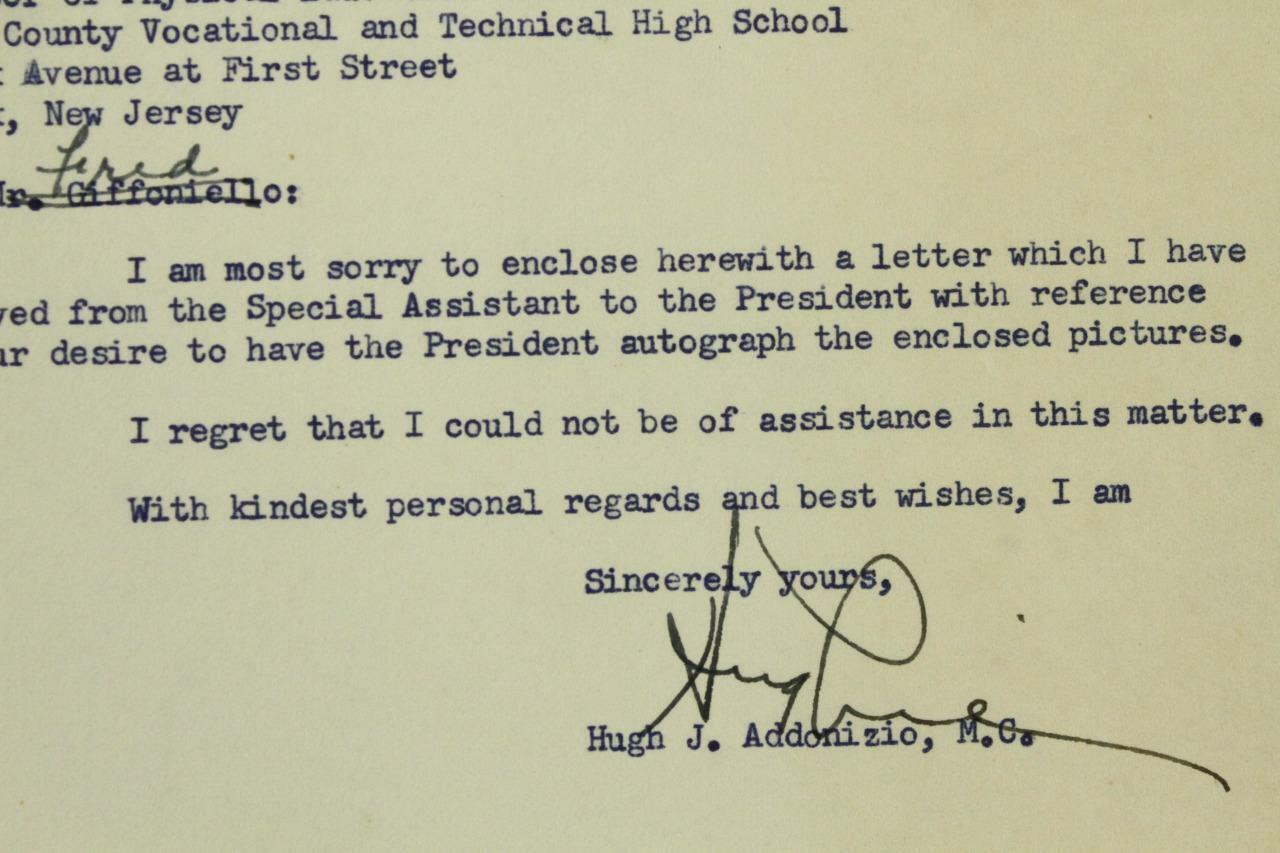 County Vocational and Technical High School
Avenue at First Street
, New Jersey
Fred
Mr. Giffoniello:
I am most sorry to enclose herewith a letter which I have
ved from the Special Assistant to the President with reference
ur desire to have the President autograph the enclosed pictures.
I regret that I could not be of assistance in this matter.
With kindest personal regards and best wishes, I am
Sincerely yours,
Hugh J. Addonizio, M.C.